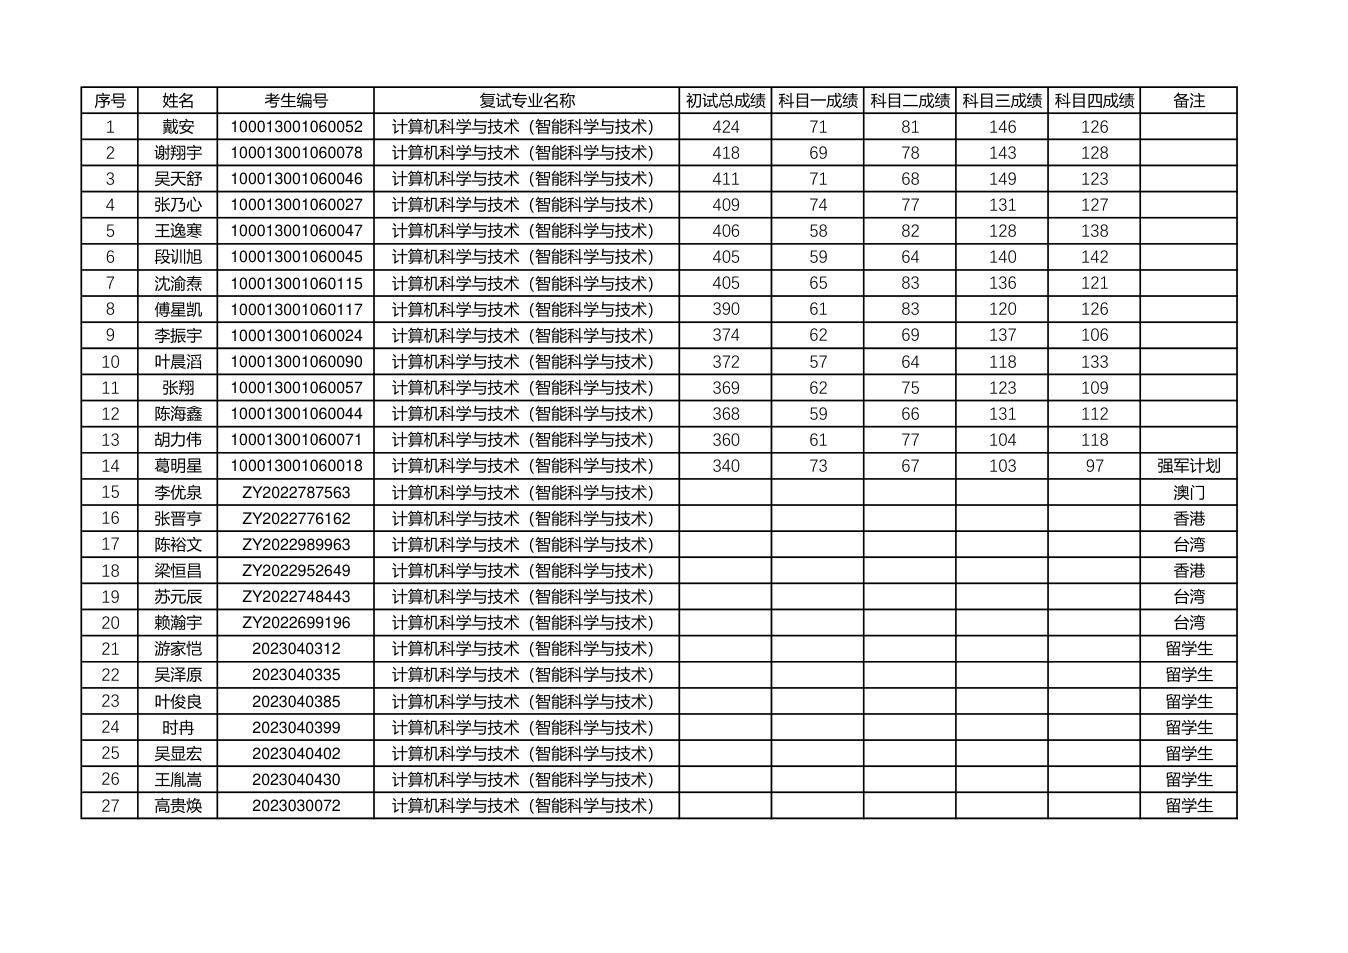 序号 姓名 考生编号 复试专业名称 初试总成绩 科目一成绩 科目二成绩 科目三成绩 科目四成绩 备注
1 戴安 100013001060052 计算机科学与技术（智能科学与技术） 424 71 81 146 126
2 谢翔宇 100013001060078 计算机科学与技术（智能科学与技术） 418 69 78 143 128
3 吴天舒 100013001060046 计算机科学与技术（智能科学与技术） 411 71 68 149 123
4 张乃心 100013001060027 计算机科学与技术（智能科学与技术） 409 74 77 131 127
5 王逸寒 100013001060047 计算机科学与技术（智能科学与技术） 406 58 82 128 138
6 段训旭 100013001060045 计算机科学与技术（智能科学与技术） 405 59 64 140 142
7 沈渝焘 100013001060115 计算机科学与技术（智能科学与技术） 405 65 83 136 121
8 傅星凯 100013001060117 计算机科学与技术（智能科学与技术） 390 61 83 120 126
9 李振宇 100013001060024 计算机科学与技术（智能科学与技术） 374 62 69 137 106
10 叶晨滔 100013001060090 计算机科学与技术（智能科学与技术） 372 57 64 118 133
11 张翔 100013001060057 计算机科学与技术（智能科学与技术） 369 62 75 123 109
12 陈海鑫 100013001060044 计算机科学与技术（智能科学与技术） 368 59 66 131 112
13 胡力伟 100013001060071 计算机科学与技术（智能科学与技术） 360 61 77 104 118
14 葛明星 100013001060018 计算机科学与技术（智能科学与技术） 340 73 67 103 97 强军计划
15 李优泉 ZY2022787563 计算机科学与技术（智能科学与技术） 澳门
16 张晋亨 ZY2022776162 计算机科学与技术（智能科学与技术） 香港
17 陈裕文 ZY2022989963 计算机科学与技术（智能科学与技术） 台湾
18 梁恒昌 ZY2022952649 计算机科学与技术（智能科学与技术） 香港
19 苏元辰 ZY2022748443 计算机科学与技术（智能科学与技术） 台湾
20 赖瀚宇 ZY2022699196 计算机科学与技术（智能科学与技术） 台湾
21 游家恺 2023040312 计算机科学与技术（智能科学与技术） 留学生
22 吴泽原 2023040335 计算机科学与技术（智能科学与技术） 留学生
23 叶俊良 2023040385 计算机科学与技术（智能科学与技术） 留学生
24 时冉 2023040399 计算机科学与技术（智能科学与技术） 留学生
25 吴显宏 2023040402 计算机科学与技术（智能科学与技术） 留学生
26 王胤嵩 2023040430 计算机科学与技术（智能科学与技术） 留学生
27 高贵焕 2023030072 计算机科学与技术（智能科学与技术） 留学生